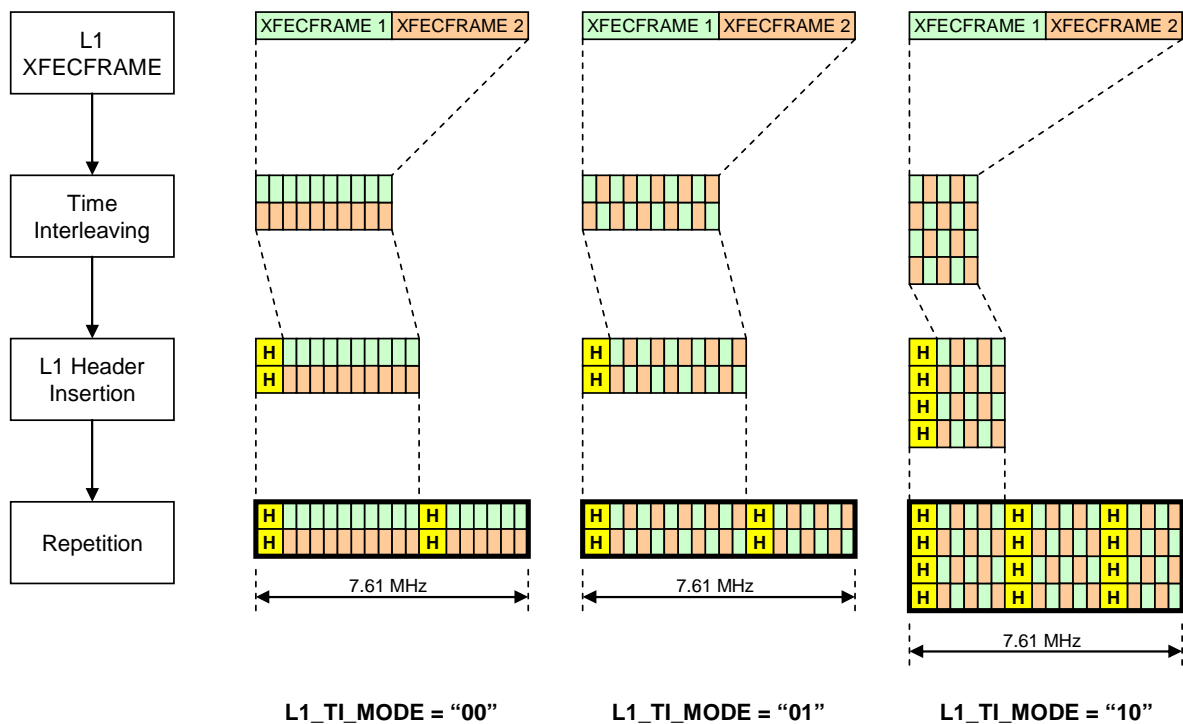 L1
XFECFRAME
XFECFRAME 1 XFECFRAME 2
XFECFRAME 1 XFECFRAME 2
XFECFRAME 1 XFECFRAME 2
Time
Interleaving
L1 Header
Insertion
H
H
H
H
H
H
H
H
Repetition
H H
H H
H H
H H
H H H
H H H
H H H
H H H
7.61 MHz
7.61 MHz
7.61 MHz
L1_TI_MODE = “00”
L1_TI_MODE = “01”
L1_TI_MODE = “10”